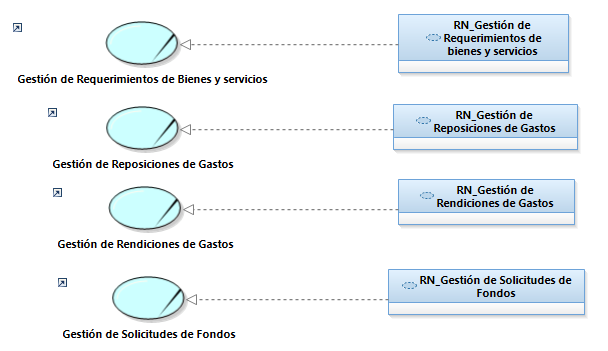 RN_Gestión de
Requerimientos de
bienes y servicios
Gestión de Requerimientos de Bienes y servicios
RN_Gestión de
Reposiciones de Gastos
Gestión de Reposiciones de Gastos
RN_Gestión de
Rendiciones de Gastos
Gestión de Rendiciones de Gastos
RN_Gestión de Solicitudes de
Fondos
Gestión de Solicitudes de Fondos